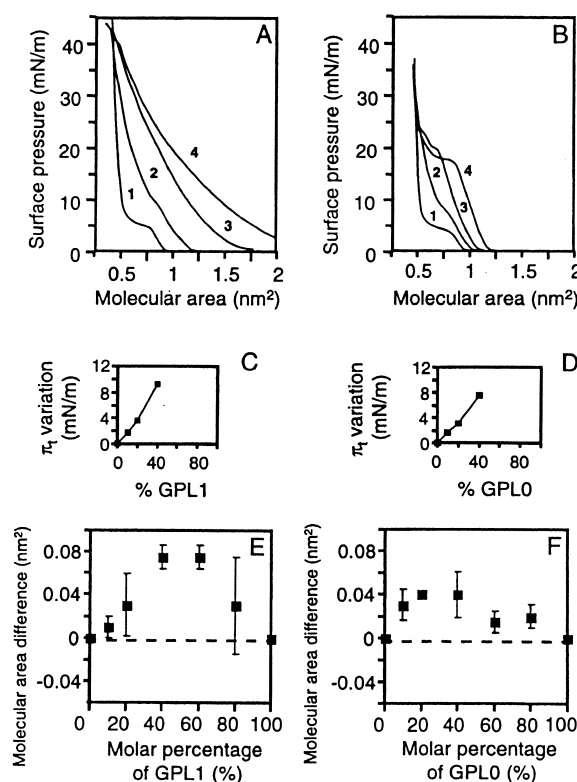 A
Surface pressure (mN/m)
40
30
20
10
0
1
2
3
4
0.5
1
1.5
2
Molecular area (nm²)
B
Surface pressure (mN/m)
40
30
20
10
0
1
2
3
4
0.5
1
1.5
2
Molecular area (nm²)
C
πt variation
(mN/m)
12
8
4
0
0
40
80
% GPL1
D
πt variation
(mN/m)
12
8
4
0
0
40
80
% GPL0
E
Molecular area difference (nm²)
0.08
0.04
0
-0.04
0
20
40
60
80
100
Molar percentage
of GPL1 (%)
F
Molecular area difference (nm²)
0.08
0.04
0
-0.04
0
20
40
60
80
100
Molar percentage
of GPL0 (%)